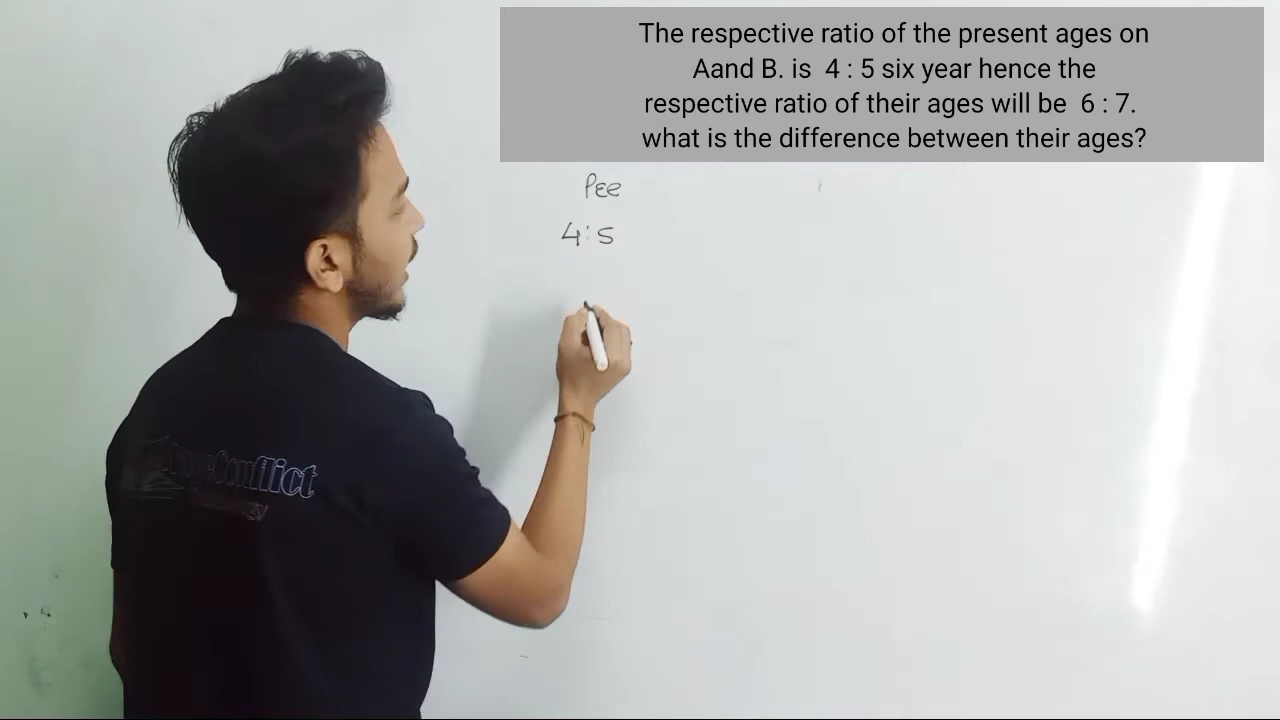 The respective ratio of the present ages on
Aand B. is 4 : 5 six year hence the
respective ratio of their ages will be 6 : 7.
what is the difference between their ages?
Pee
4:5
Conflict